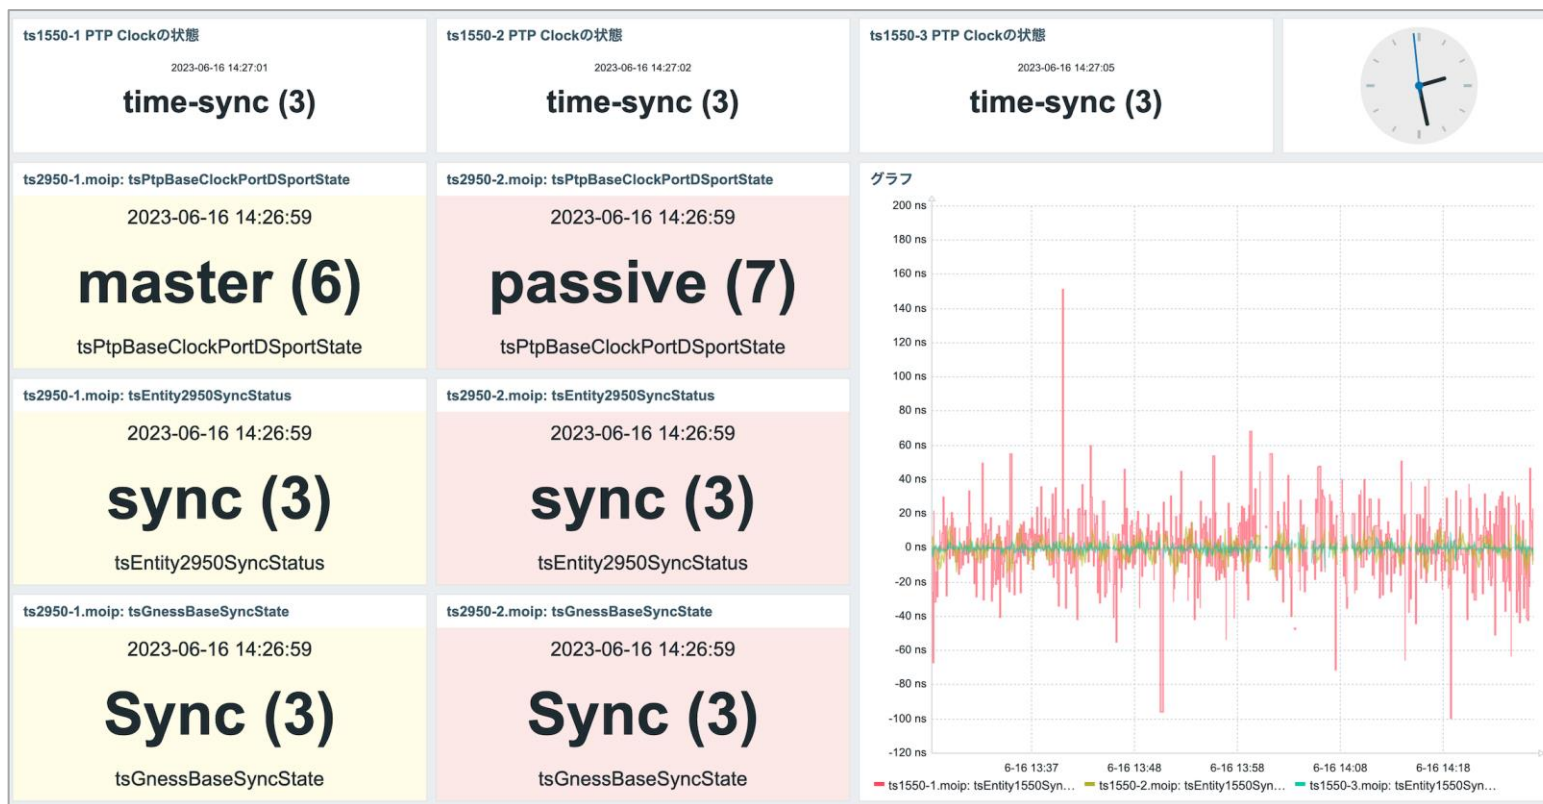 ts1550-1 PTP Clockの状態
2023-06-16 14:27:01
time-sync (3)
ts1550-2 PTP Clockの状態
2023-06-16 14:27:02
time-sync (3)
ts1550-3 PTP Clockの状態
2023-06-16 14:27:05
time-sync (3)
ts2950-1.moip: tsPtpBaseClockPortDSportState
2023-06-16 14:26:59
master (6)
tsPtpBaseClockPortDSportState
ts2950-2.moip: tsPtpBaseClockPortDSportState
2023-06-16 14:26:59
passive (7)
tsPtpBaseClockPortDSportState
ts2950-1.moip: tsEntity2950SyncStatus
2023-06-16 14:26:59
sync (3)
tsEntity2950SyncStatus
ts2950-2.moip: tsEntity2950SyncStatus
2023-06-16 14:26:59
sync (3)
tsEntity2950SyncStatus
ts2950-1.moip: tsGnessBaseSyncState
2023-06-16 14:26:59
Sync (3)
tsGnessBaseSyncState
ts2950-2.moip: tsGnessBaseSyncState
2023-06-16 14:26:59
Sync (3)
tsGnessBaseSyncState
グラフ
200 ns
180 ns
160 ns
140 ns
120 ns
100 ns
80 ns
60 ns
40 ns
20 ns
0 ns
-20 ns
-40 ns
-60 ns
-80 ns
-100 ns
-120 ns
6-16 13:37
6-16 13:48
6-16 13:58
6-16 14:08
6-16 14:18
ts1550-1.moip: tsEntity1550Syn...
ts1550-2.moip: tsEntity1550Syn...
ts1550-3.moip: tsEntity1550Syn...